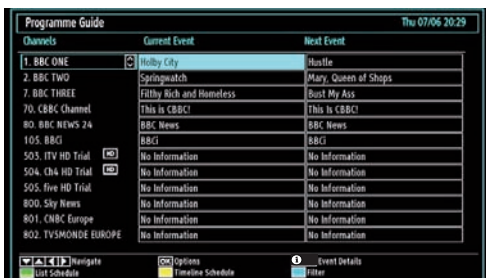 Programme Guide Thu 07/06 20:29
Channels Current Event Next Event
1. BBC ONE Holby City Hustle
2. BBC TWO Springwatch Mary, Queen of Shops
7. BBC THREE Filthy Rich and Homeless Bust My Ass
70. CBBC Channel This is CBBC! This Is CBBC!
80. BBC NEWS 24 BBC News BBC News
105. BBCi BBCi BBCi
503. ITV HD Trial HD No Information No Information
504. Ch4 HD Trial HD No Information No Information
505. five HD Trial No Information No Information
800. Sky News No Information No Information
801. CNBC Europe No Information No Information
802. TV5MONDE EUROPE No Information No Information
Navigate OK Options i Event Details
List Schedule Timeline Schedule Filter